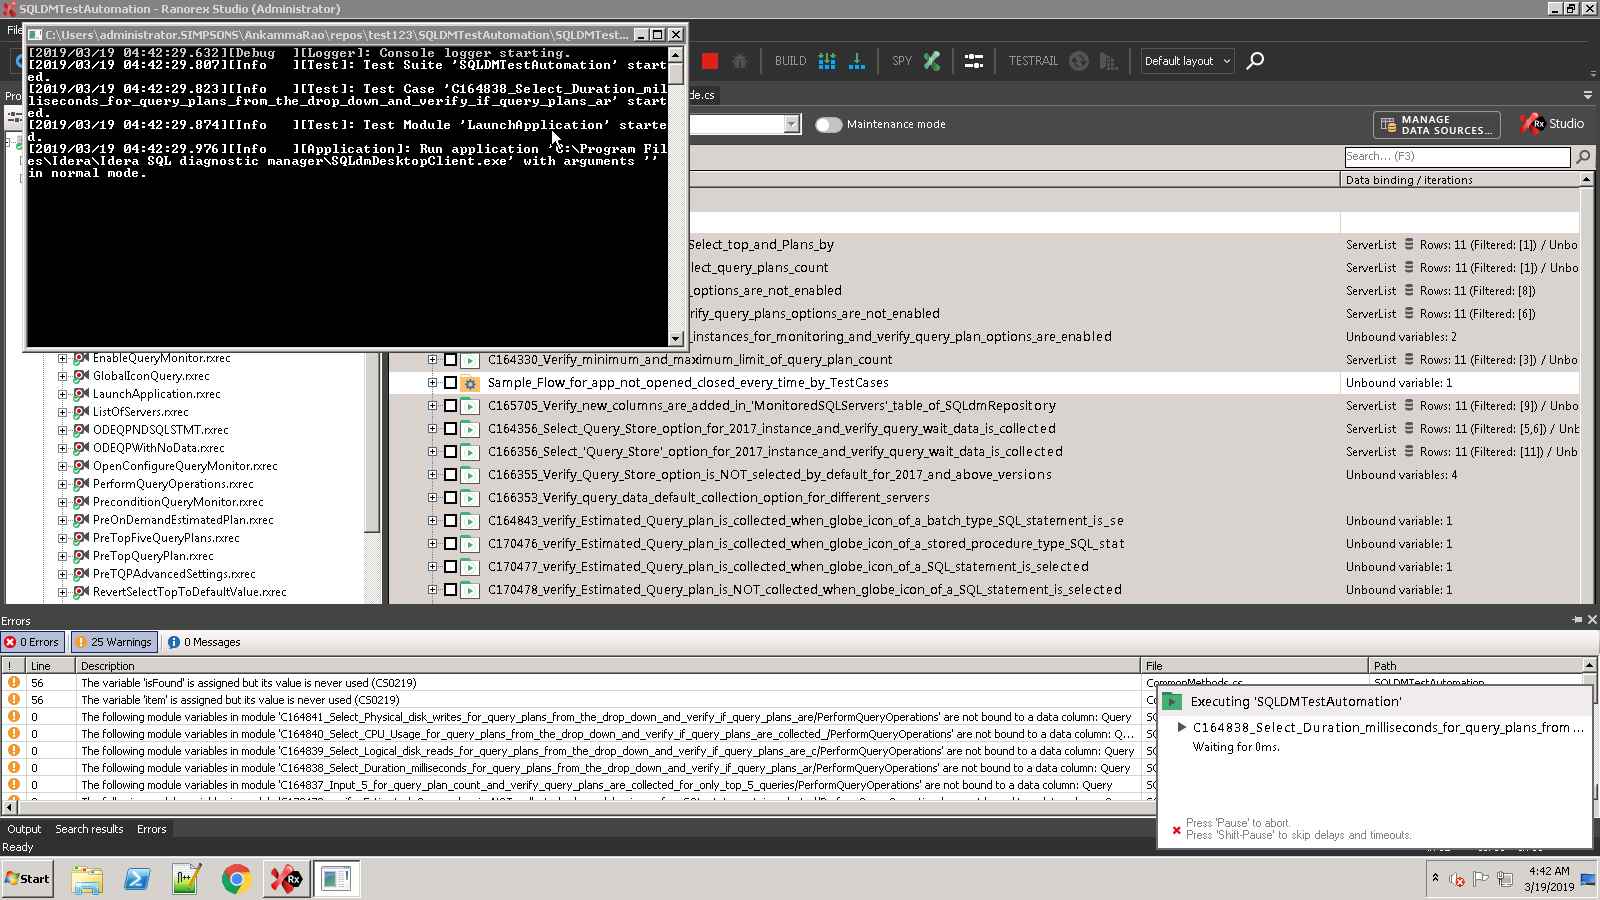 SQLDMTestAutomation - Ranorex Studio (Administrator)
C:\Users\administrator.SIMPSONS\AnkammaRao\repos\test123\SQLDMTestAutomation\SQLDMTest...
[2019/03/19 04:42:29.632][Debug   ][Logger]: Console logger starting.
[2019/03/19 04:42:29.807][Info    ][Test]: Test Suite 'SQLDMTestAutomation' start
ed.
[2019/03/19 04:42:29.823][Info    ][Test]: Test Case 'C164838_Select_Duration_mil
liseconds_for_query_plans_from_the_drop_down_and_verify_if_query_plans_ar' start
ed.
[2019/03/19 04:42:29.874][Info    ][Test]: Test Module 'LaunchApplication' starte
d.
[2019/03/19 04:42:29.976][Application]: Run application 'C:\Program Fil
es\Idera\Idera SQL diagnostic manager\SQLdmDesktopClient.exe' with arguments ''
in normal mode.
BUILD
SPY
TESTRAIL
Default layout
de.cs
Maintenance mode
MANAGE
DATA SOURCES...
Rx Studio
Search... (F3)
Data binding / iterations
Select_top_and_Plans_by
ServerList Rows: 11 (Filtered: [1]) / Unbo
lect_query_plans_count
ServerList Rows: 11 (Filtered: [1]) / Unbo
_options_are_not_enabled
ServerList Rows: 11 (Filtered: [8])
rify_query_plans_options_are_not_enabled
ServerList Rows: 11 (Filtered: [6])
_instances_for_monitoring_and_verify_query_plan_options_are_enabled
Unbound variables: 2
C164330_Verify_minimum_and_maximum_limit_of_query_plan_count
ServerList Rows: 11 (Filtered: [3]) / Unbo
Sample_Flow_for_app_not_opened_closed_every_time_by_TestCases
Unbound variable: 1
C165705_Verify_new_columns_are_added_in_'MonitoredSQLServers'_table_of_SQLdmRepository
ServerList Rows: 11 (Filtered: [9]) / Unbo
C164356_Select_Query_Store_option_for_2017_instance_and_verify_query_wait_data_is_collected
ServerList Rows: 11 (Filtered: [5,6]) / Unb
C166356_Select_'Query_Store'_option_for_2017_instance_and_verify_query_wait_data_is_collected
ServerList Rows: 11 (Filtered: [11]) / Unb
C166355_Verify_Query_Store_option_is_NOT_selected_by_default_for_2017_and_above_versions
Unbound variables: 4
C166353_Verify_query_data_default_collection_option_for_different_servers
C164843_verify_Estimated_Query_plan_is_collected_when_globe_icon_of_a_batch_type_SQL_statement_is_se
Unbound variable: 1
C170476_verify_Estimated_Query_plan_is_collected_when_globe_icon_of_a_stored_procedure_type_SQL_stat
Unbound variable: 1
C170477_verify_Estimated_Query_plan_is_collected_when_globe_icon_of_a_SQL_statement_is_selected
Unbound variable: 1
C170478_verify_Estimated_Query_plan_is_NOT_collected_when_globe_icon_of_a_SQL_statement_is_selected
Unbound variable: 1
EnableQueryMonitor.rxrec
GlobalIconQuery.rxrec
LaunchApplication.rxrec
ListOfServers.rxrec
ODEQPNDSQLSTMT.rxrec
ODEQPWithNoData.rxrec
OpenConfigureQueryMonitor.rxrec
PerformQueryOperations.rxrec
PreconditionQueryMonitor.rxrec
PreOnDemandEstimatedPlan.rxrec
PreTopFiveQueryPlans.rxrec
PreTopQueryPlan.rxrec
PreTQPAdvancedSettings.rxrec
RevertSelectTopToDefaultValue.rxrec
Errors
0 Errors
25 Warnings
0 Messages
! Line Description File Path
56 The variable 'isFound' is assigned but its value is never used (CS0219) CommonMethods.cs SQLDMTestAutomation
56 The variable 'item' is assigned but its value is never used (CS0219)
0 The following module variables in module 'C164841_Select_Physical_disk_writes_for_query_plans_from_the_drop_down_and_verify_if_query_plans_are/PerformQueryOperations' are not bound to a data column: Query
0 The following module variables in module 'C164840_Select_CPU_Usage_for_query_plans_from_the_drop_down_and_verify_if_query_plans_are_collected_/PerformQueryOperations' are not bound to a data column: Q...
0 The following module variables in module 'C164839_Select_Logical_disk_reads_for_query_plans_from_the_drop_down_and_verify_if_query_plans_are_c/PerformQueryOperations' are not bound to a data column: Query
0 The following module variables in module 'C164838_Select_Duration_milliseconds_for_query_plans_from_the_drop_down_and_verify_if_query_plans_ar/PerformQueryOperations' are not bound to a data column: Query
0 The following module variables in module 'C164837_Input_5_for_query_plan_count_and_verify_query_plans_are_collected_for_only_top_5_queries/PerformQueryOperations' are not bound to a data column: Query
Executing 'SQLDMTestAutomation'
C164838_Select_Duration_milliseconds_for_query_plans_from ...
Waiting for 0ms.
Press 'Pause' to abort.
Press 'Shift-Pause' to skip delays and timeouts.
Output
Search results
Errors
Ready
Start
4:42 AM
3/19/2019